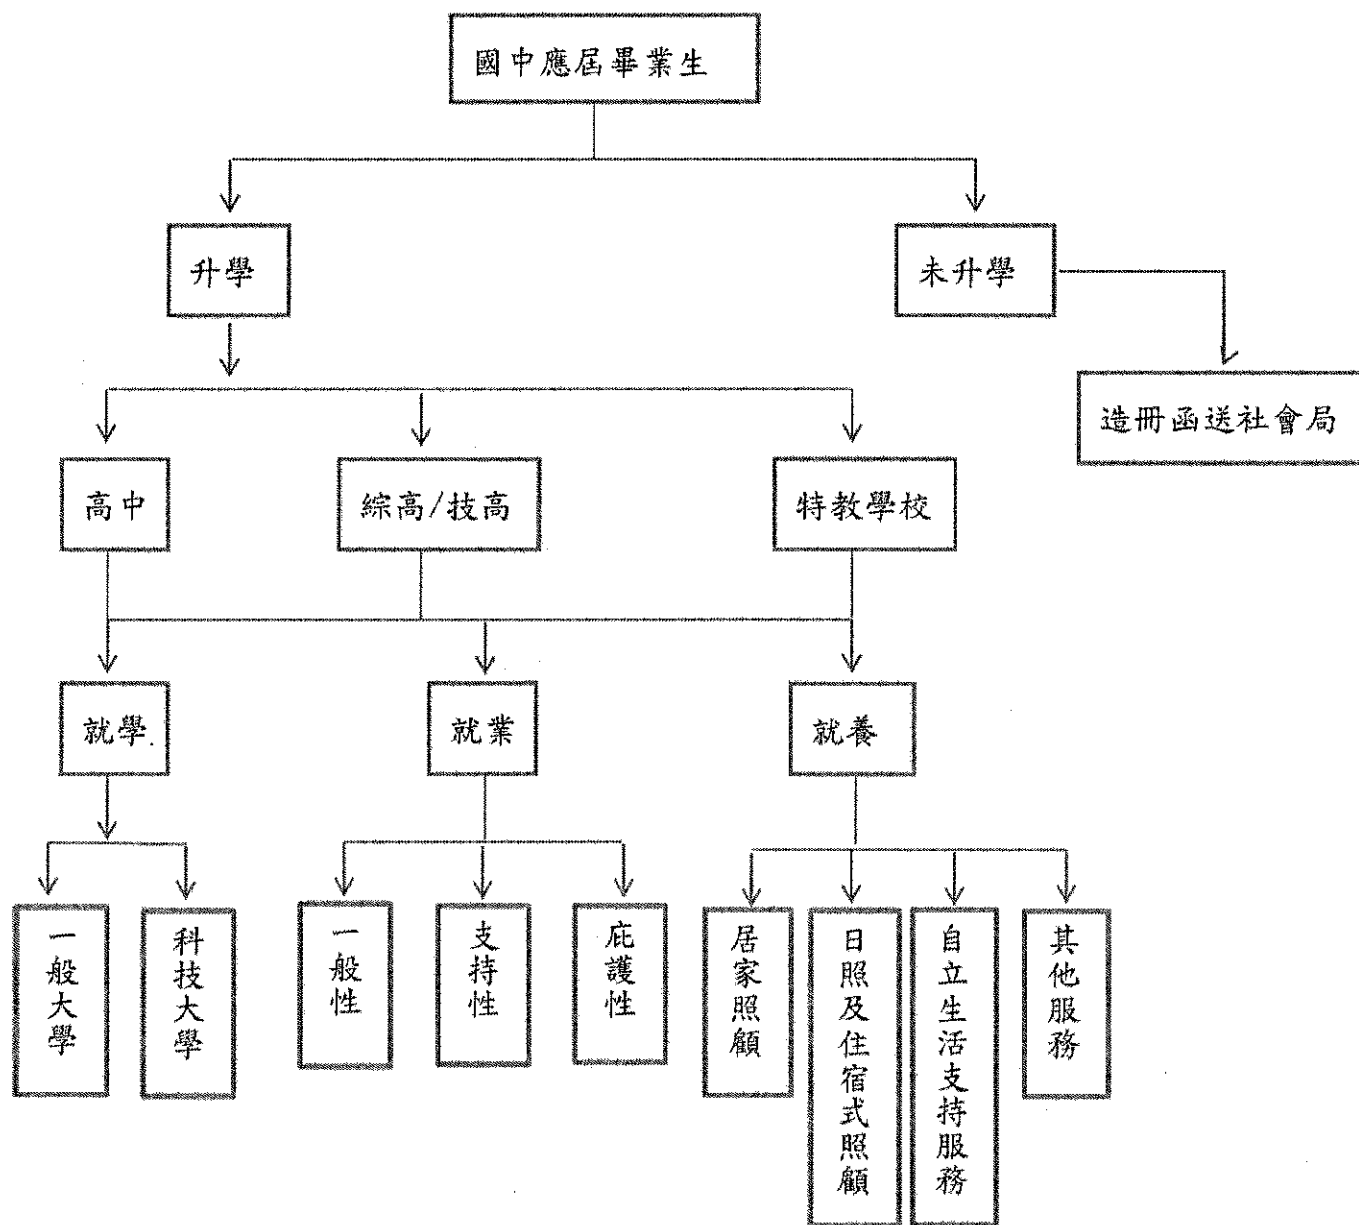 國中應屆畢業生
升學
未升學
造冊函送社會局
高中
綜高/技高
特教學校
就學
就業
就養
一般大學
科技大學
一般性
支持性
庇護性
居家照顧
日照及住宿式照顧
自立生活支持服務
其他服務